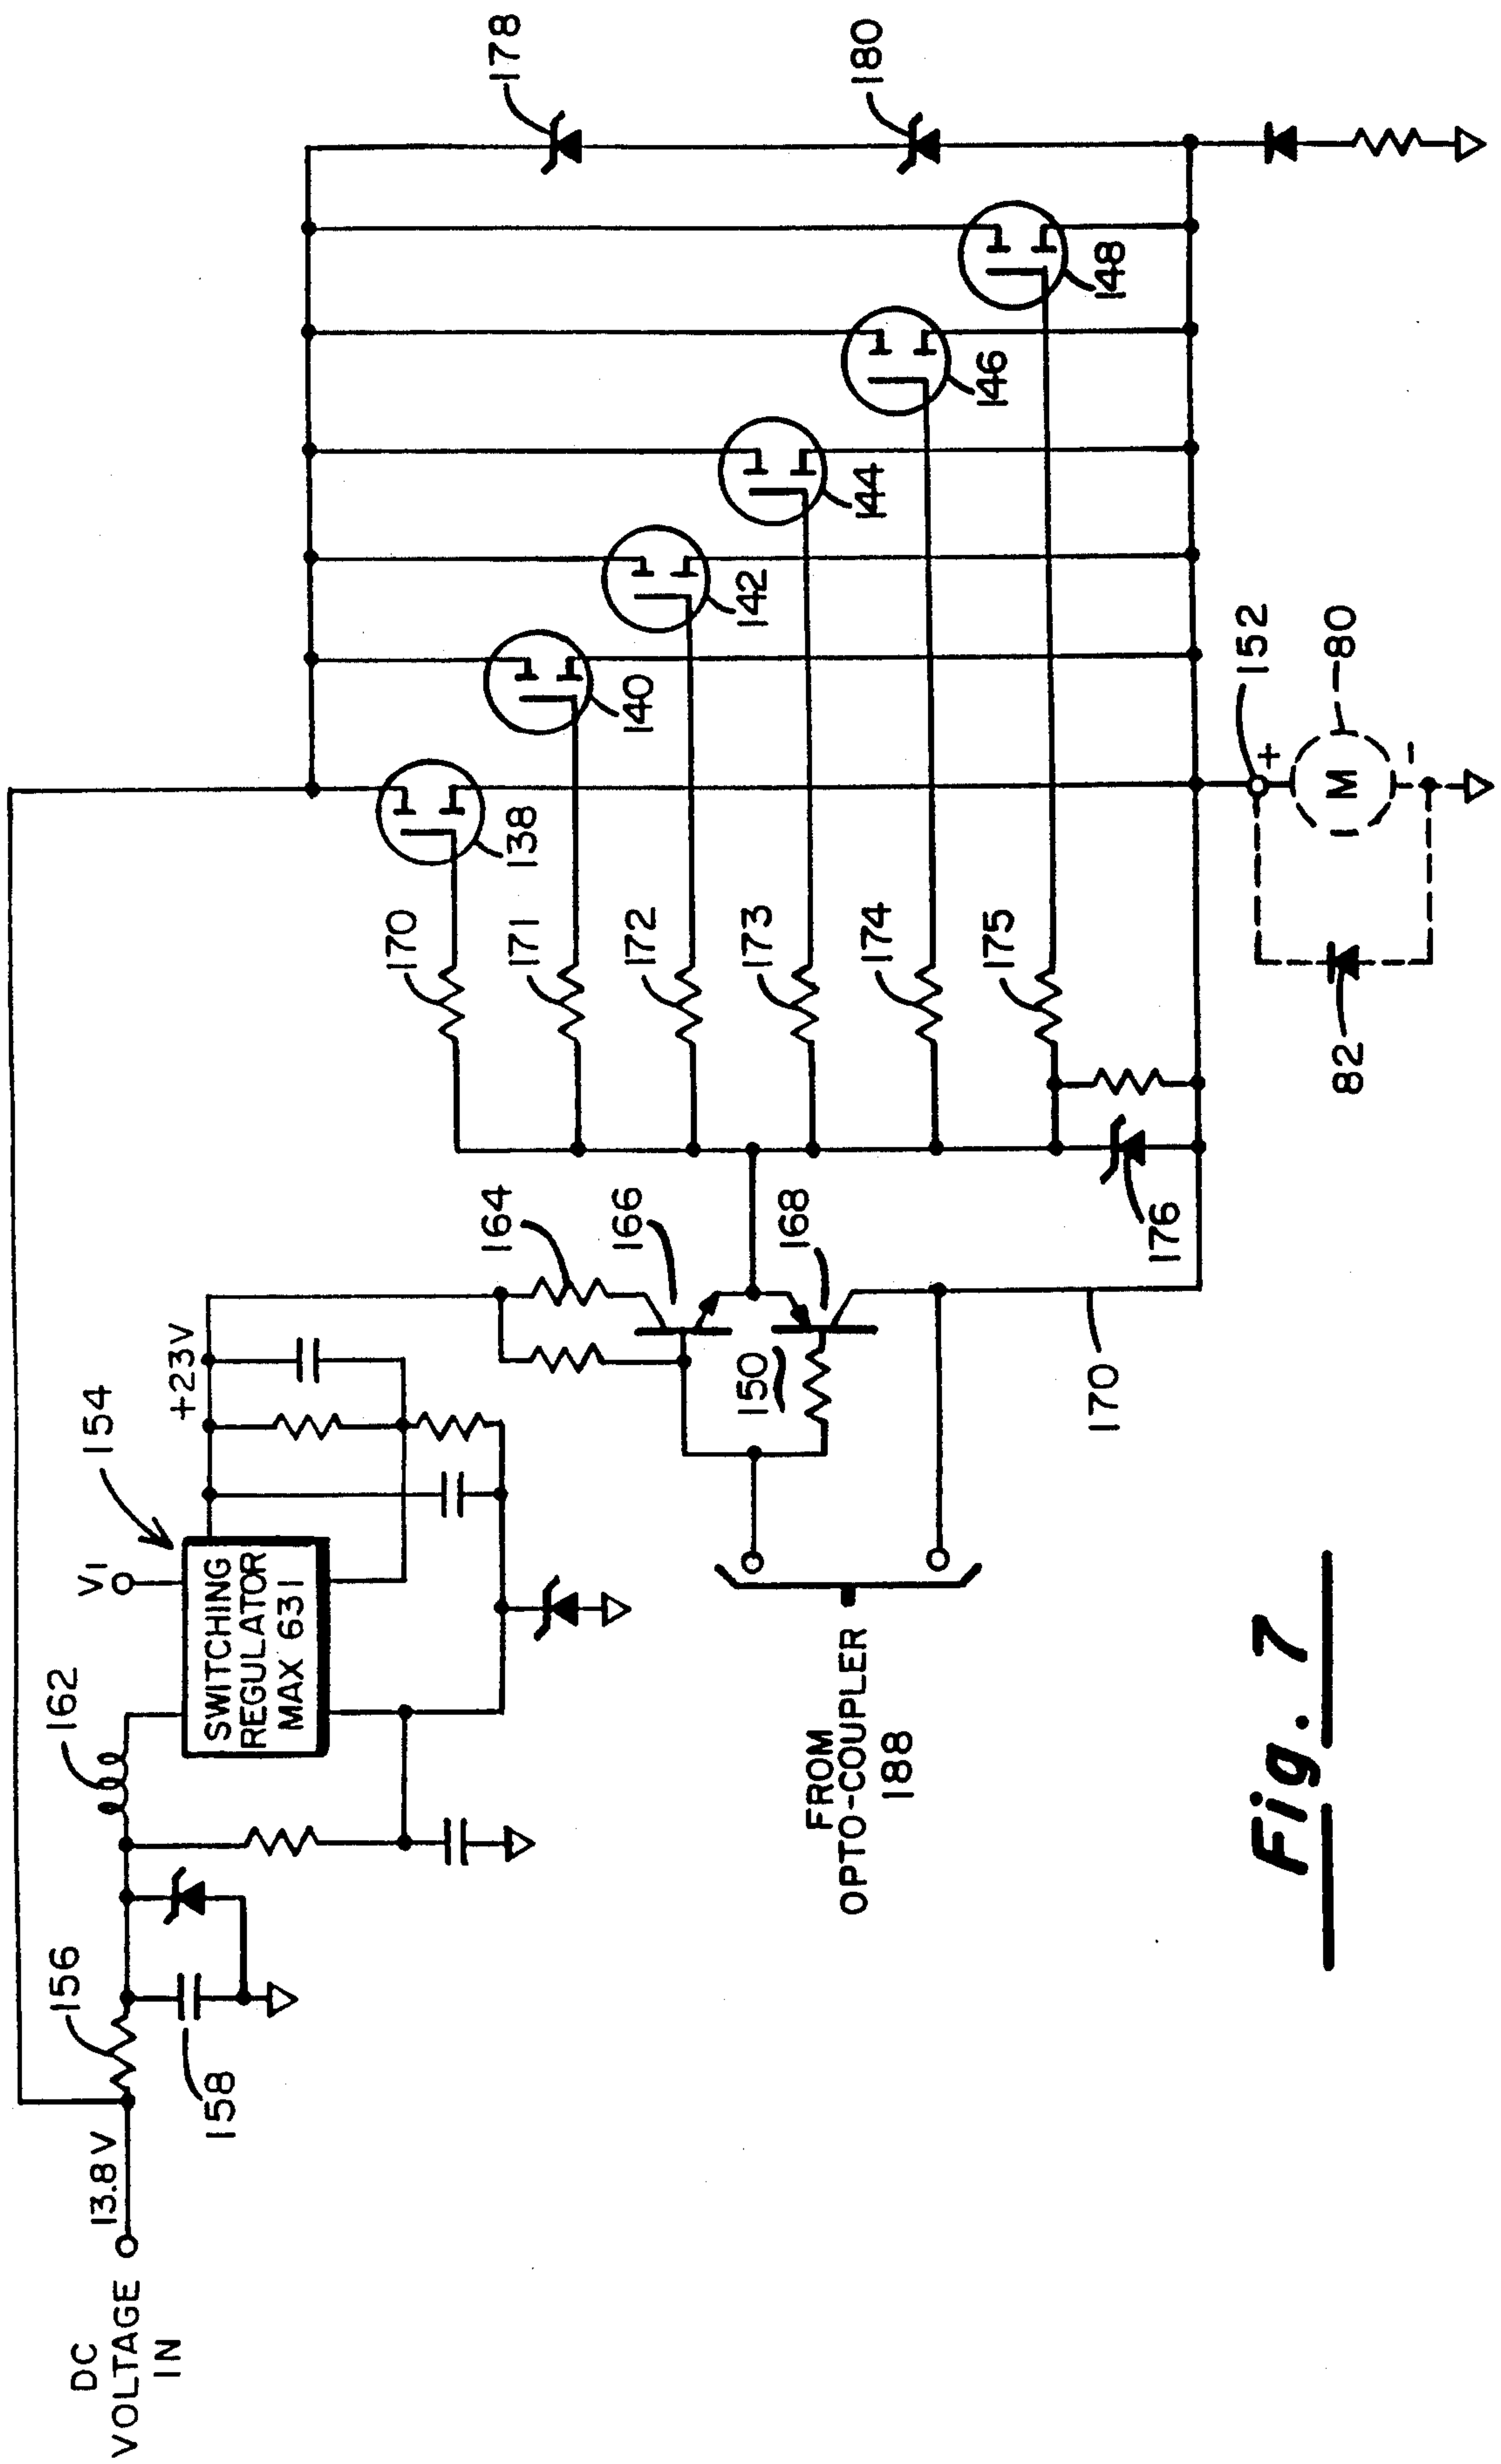 DC
VOLTAGE
IN
13.8 V
156
158
162
V1
154
SWITCHING
REGULATOR
MAX 631
+23V
164
166
168
150
FROM
OPTO-COUPLER
188
170
176
170
171
172
173
174
175
138
140
142
144
146
148
178
180
152
+
M
80
-
82
Fig. 7